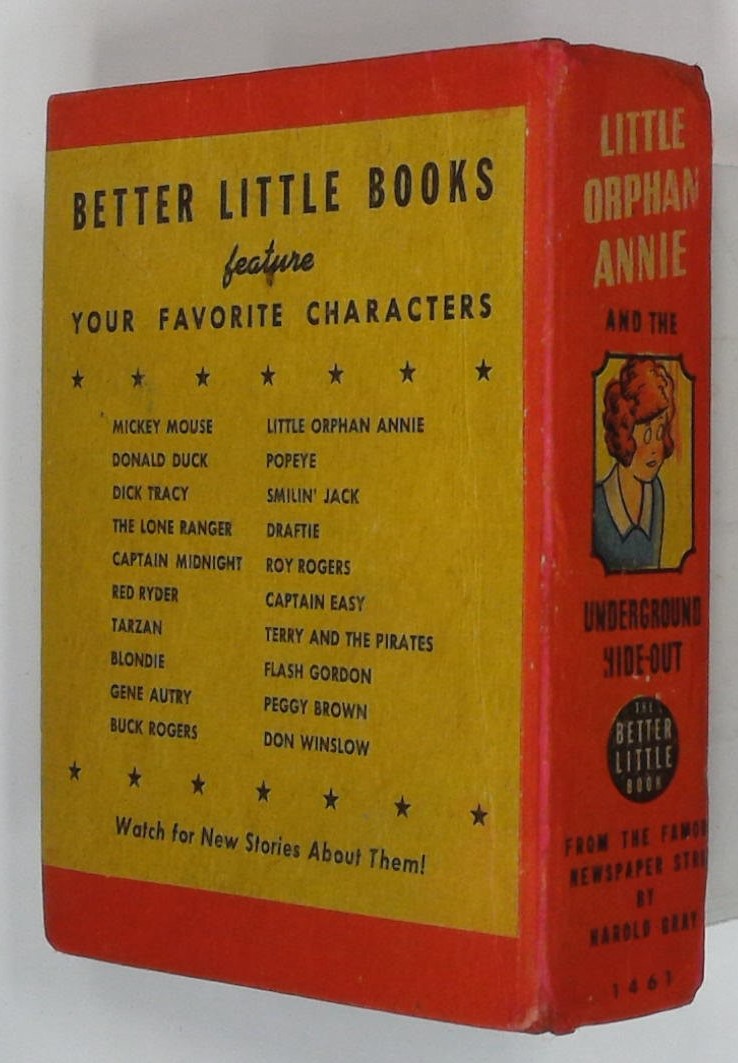 BETTER LITTLE BOOKS
feature
YOUR FAVORITE CHARACTERS
MICKEY MOUSE
DONALD DUCK
DICK TRACY
THE LONE RANGER
CAPTAIN MIDNIGHT
RED RYDER
TARZAN
BLONDIE
GENE AUTRY
BUCK ROGERS
LITTLE ORPHAN ANNIE
POPEYE
SMILIN' JACK
DRAFTIE
ROY ROGERS
CAPTAIN EASY
TERRY AND THE PIRATES
FLASH GORDON
PEGGY BROWN
DON WINSLOW
Watch for New Stories About Them!
LITTLE
ORPHAN
ANNIE
AND THE
UNDERGROUND
HIDE-OUT
THE
BETTER
LITTLE
BOOK
FROM THE FAMOU
NEWSPAPER STRI
BY
HAROLD GRAY
1461